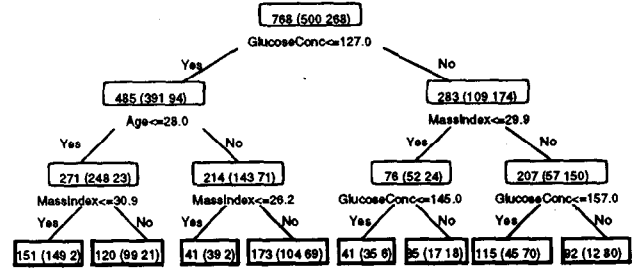 768 (500 268)
GlucoseConc<=127.0
Yes No
485 (391 94) 283 (109 174)
Age<=28.0 MassIndex<=29.9
Yes No Yes No
271 (248 23) 214 (143 71) 76 (52 24) 207 (57 150)
MassIndex<=30.9 MassIndex<=26.2 GlucoseConc<=145.0 GlucoseConc<=157.0
Yes No Yes No Yes No Yes No
151 (149 2) 120 (99 21) 41 (39 2) 173 (104 69) 41 (35 6) 35 (17 18) 115 (45 70) 92 (12 80)